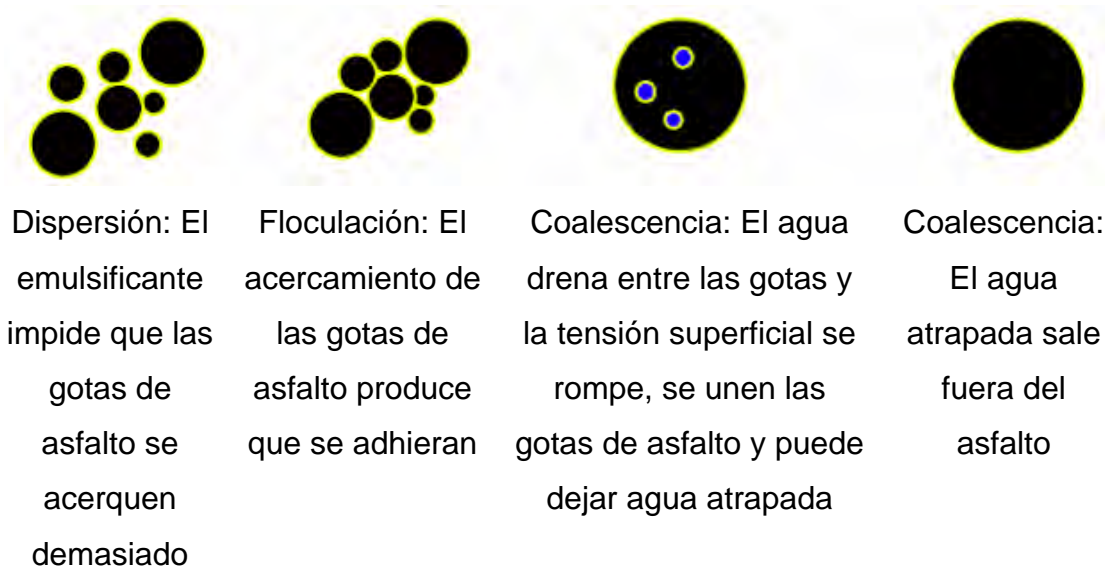 Dispersión: El
emulsificante
impide que las
gotas de
asfalto se
acerquen
demasiado
Floculación: El
acercamiento de
las gotas de
asfalto produce
que se adhieran
Coalescencia: El agua
drena entre las gotas y
la tensión superficial se
rompe, se unen las
gotas de asfalto y puede
dejar agua atrapada
Coalescencia:
El agua
atrapada sale
fuera del
asfalto